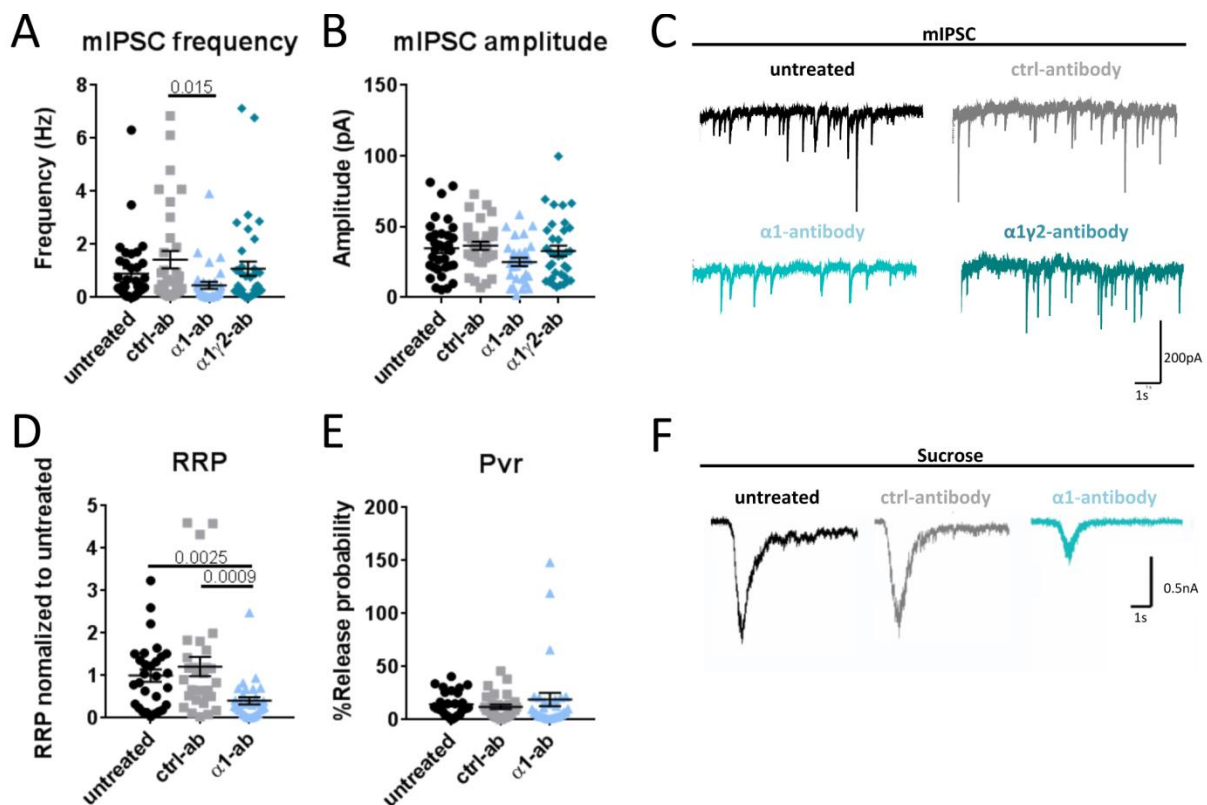 A
mIPSC frequency
Frequency (Hz)
8
6
4
2
0
0.015
untreated
ctrl-ab
α1-ab
α1γ2-ab
B
mIPSC amplitude
Amplitude (pA)
150
100
50
0
untreated
ctrl-ab
α1-ab
α1γ2-ab
C
mIPSC
untreated
ctrl-antibody
α1-antibody
α1γ2-antibody
200pA
1s
D
RRP
RRP normalized to untreated
5
4
3
2
1
0
0.0025
0.0009
untreated
ctrl-ab
α1-ab
E
Pvr
%Release probability
200
150
100
50
0
untreated
ctrl-ab
α1-ab
F
Sucrose
untreated
ctrl-antibody
α1-antibody
0.5nA
1s